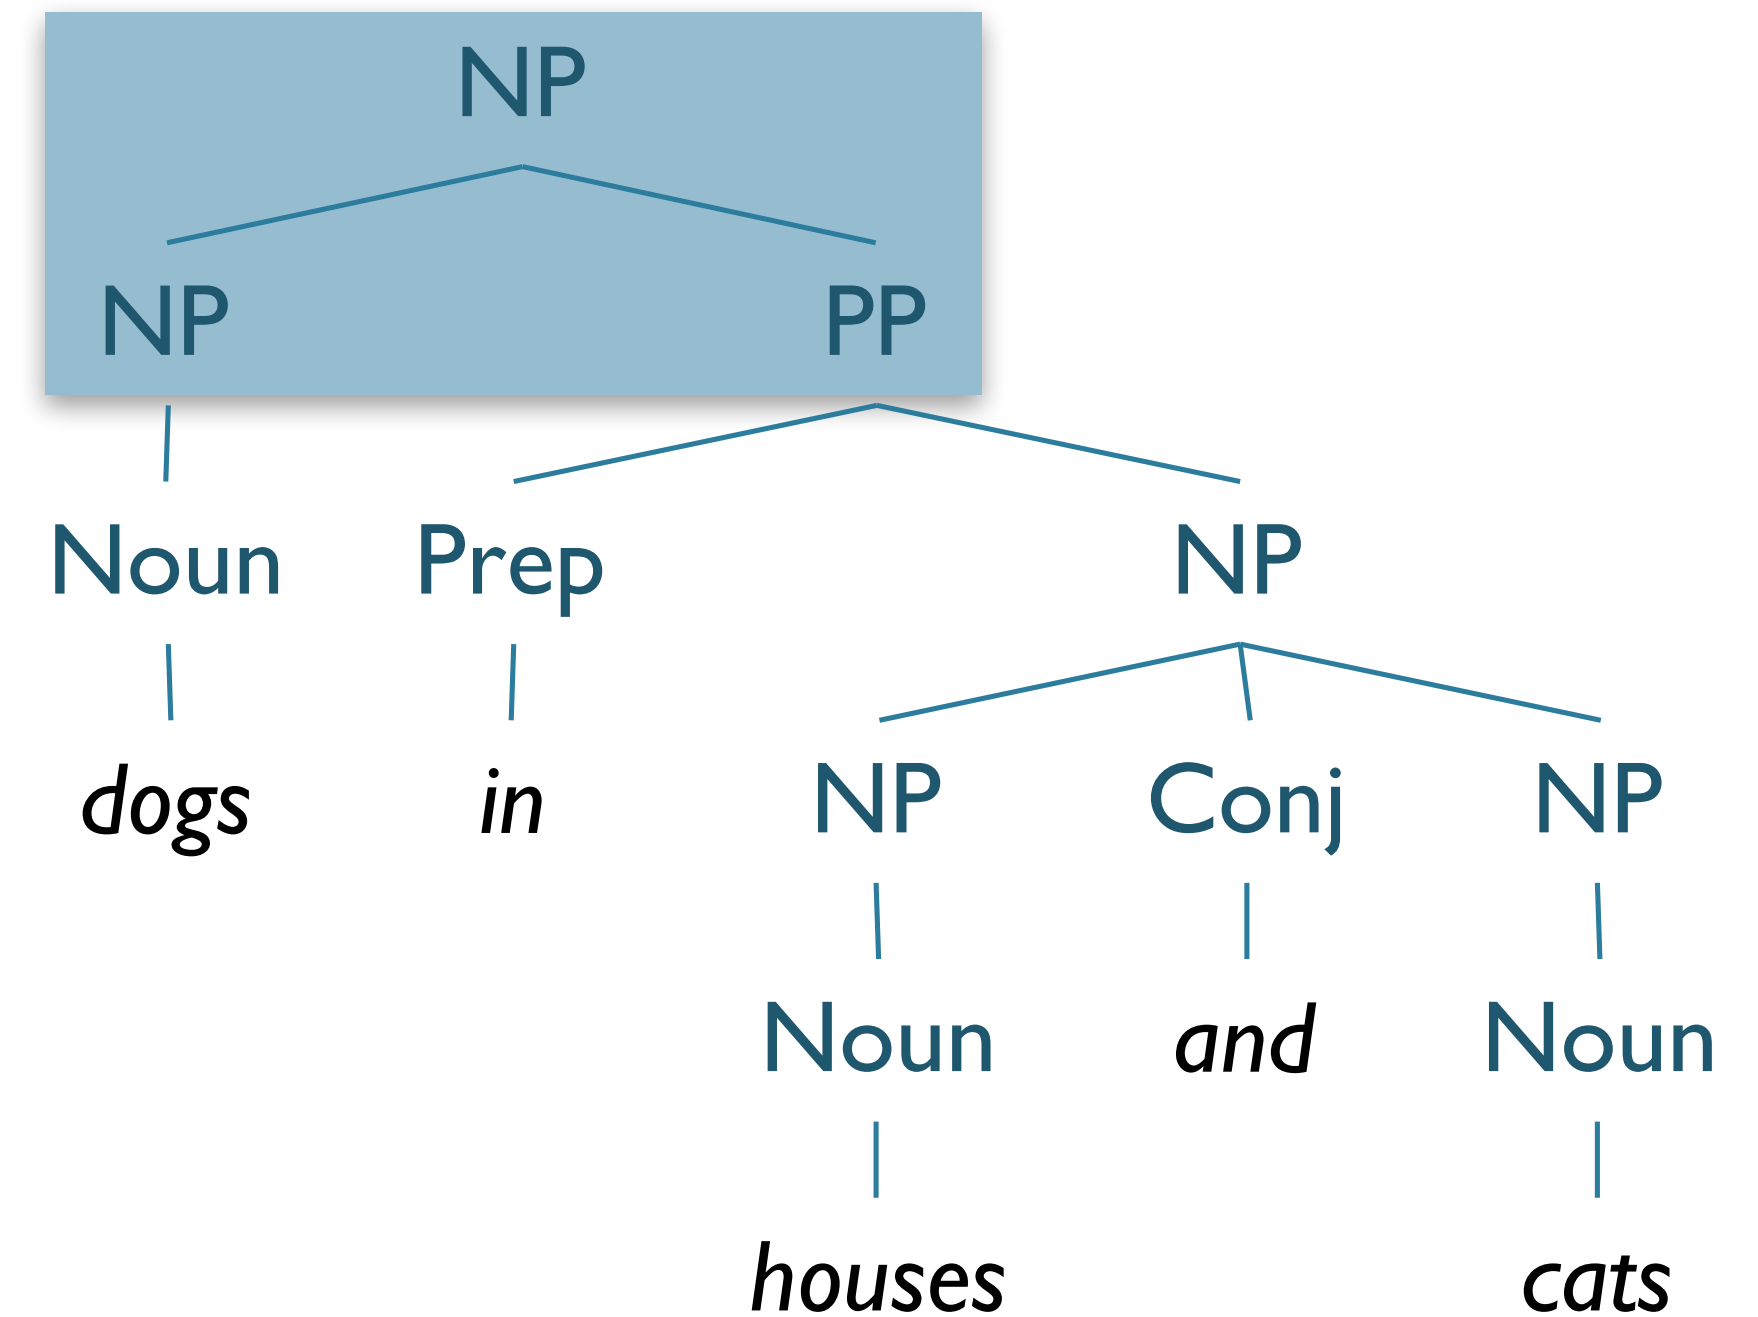 NP
NP PP
Noun Prep NP
dogs in NP Conj NP
Noun and Noun
houses cats